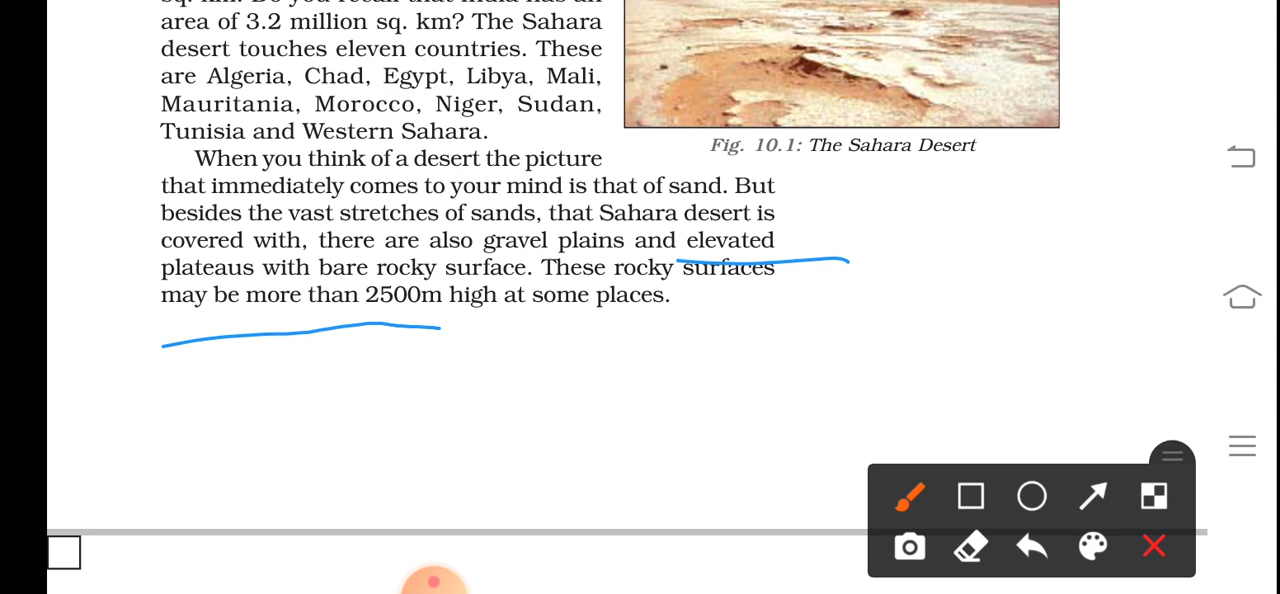 area of 3.2 million sq. km? The Sahara
desert touches eleven countries. These
are Algeria, Chad, Egypt, Libya, Mali,
Mauritania, Morocco, Niger, Sudan,
Tunisia and Western Sahara.
Fig. 10.1: The Sahara Desert
When you think of a desert the picture
that immediately comes to your mind is that of sand. But
besides the vast stretches of sands, that Sahara desert is
covered with, there are also gravel plains and elevated
plateaus with bare rocky surface. These rocky surfaces
may be more than 2500m high at some places.